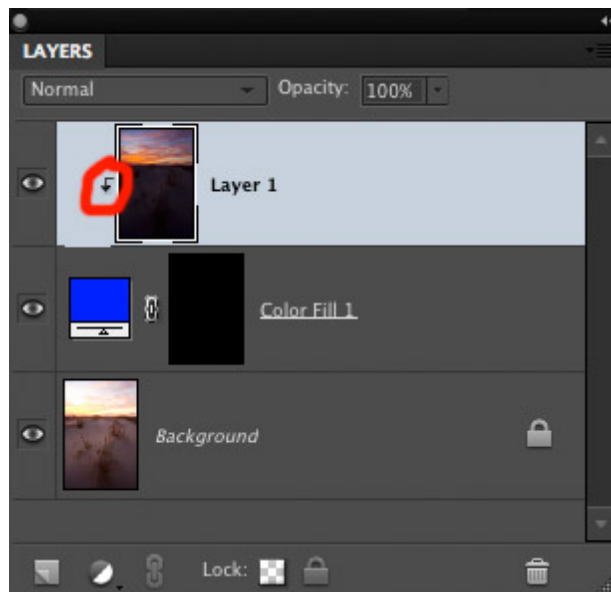 LAYERS
Normal Opacity: 100%
Layer 1
Color Fill 1
Background
Lock: